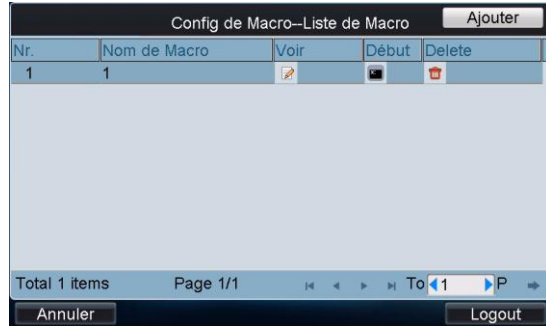 Config de Macro--Liste de Macro Ajouter
Nr. Nom de Macro Voir Début Delete
1 1
Total 1 items Page 1/1 To 1 P
Annuler Logout